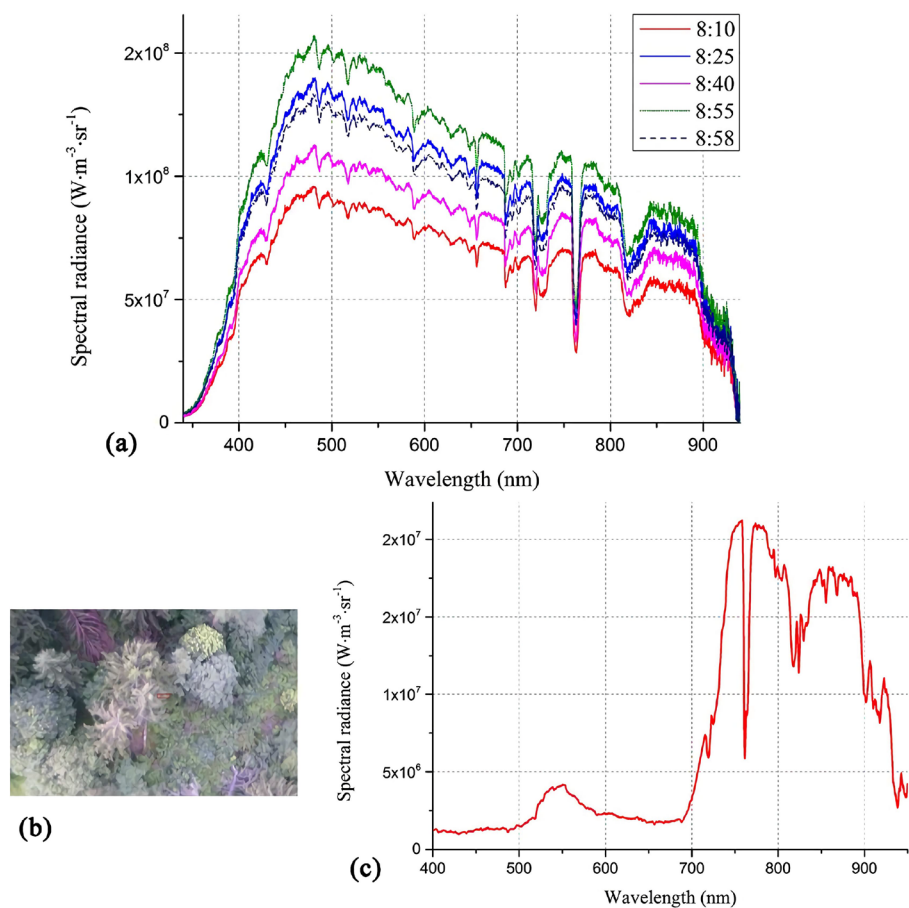 8:10
8:25
8:40
8:55
8:58
2x10⁸
1x10⁸
5x10⁷
0
Spectral radiance (W·m⁻³·sr⁻¹)
400 500 600 700 800 900
Wavelength (nm)
(a)
(b)
2x10⁷
2x10⁷
1x10⁷
5x10⁶
0
Spectral radiance (W·m⁻³·sr⁻¹)
400 500 600 700 800 900
Wavelength (nm)
(c)